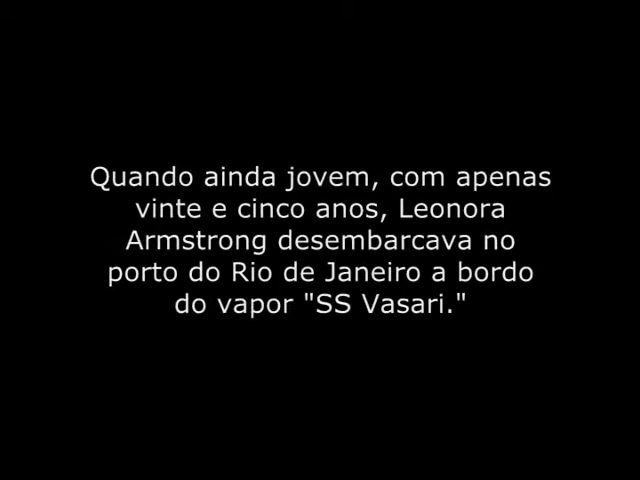 Quando ainda jovem, com apenas
vinte e cinco anos, Leonora
Armstrong desembarcava no
porto do Rio de Janeiro a bordo
do vapor "SS Vasari."